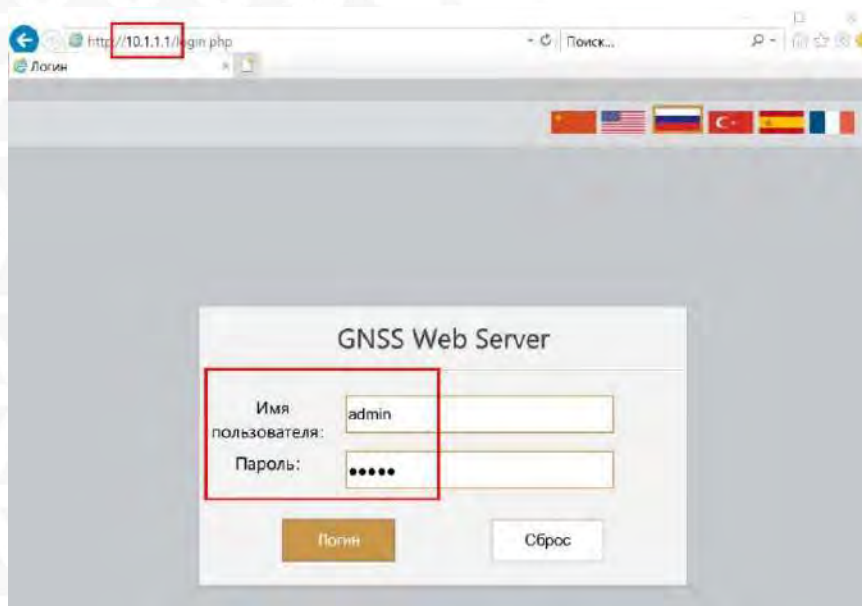 http://10.1.1.1/login.php
Поиск...
Логин
GNSS Web Server
Имя
пользователя:
admin
Пароль:
•••••
Логин
Сброс